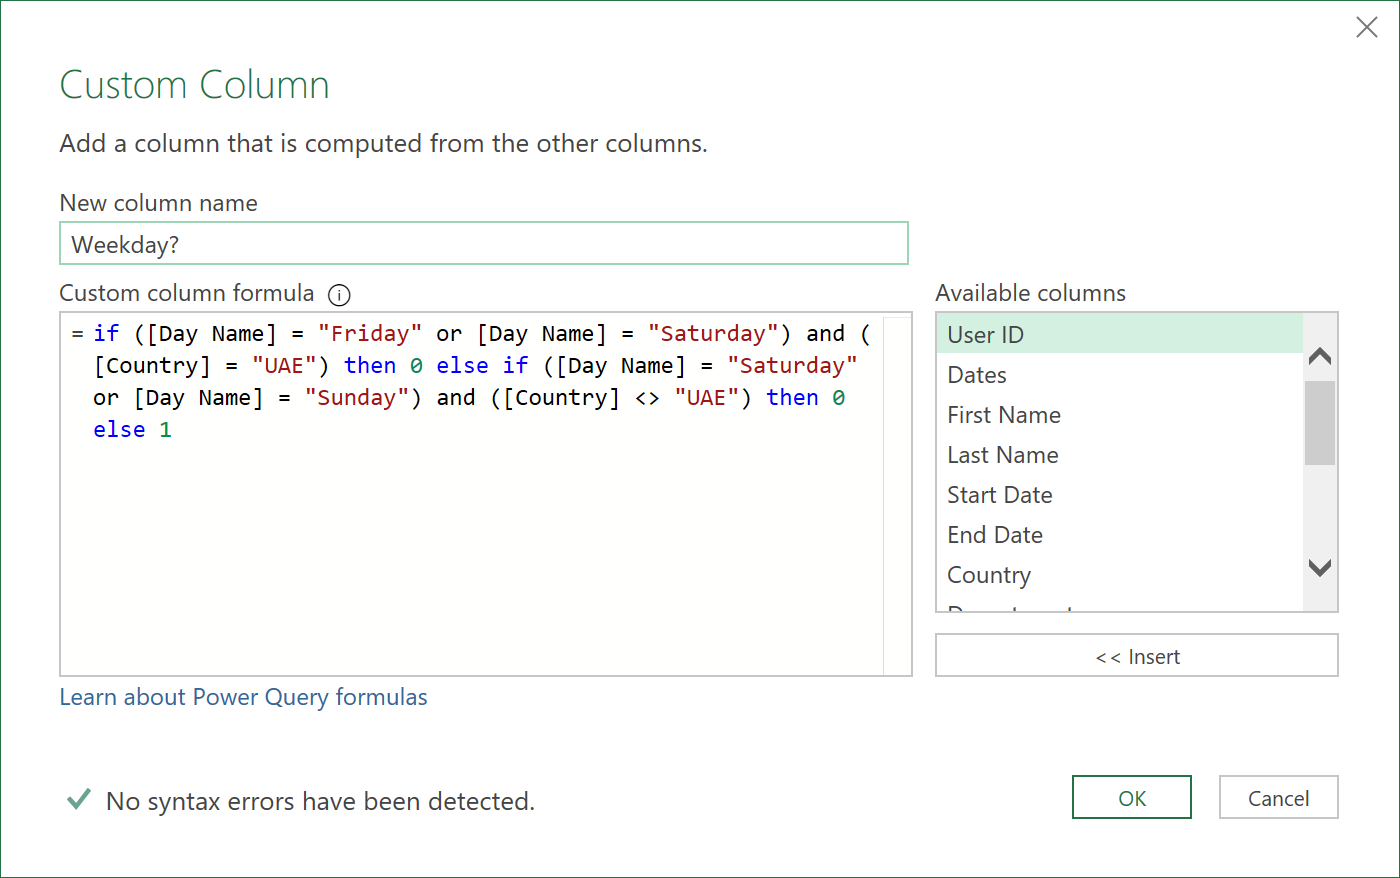 Custom Column
Add a column that is computed from the other columns.
New column name
Weekday?
Custom column formula
= if ([Day Name] = "Friday" or [Day Name] = "Saturday") and (
[Country] = "UAE") then 0 else if ([Day Name] = "Saturday"
or [Day Name] = "Sunday") and ([Country] <> "UAE") then 0
else 1
Available columns
User ID
Dates
First Name
Last Name
Start Date
End Date
Country
<< Insert
Learn about Power Query formulas
No syntax errors have been detected.
OK
Cancel